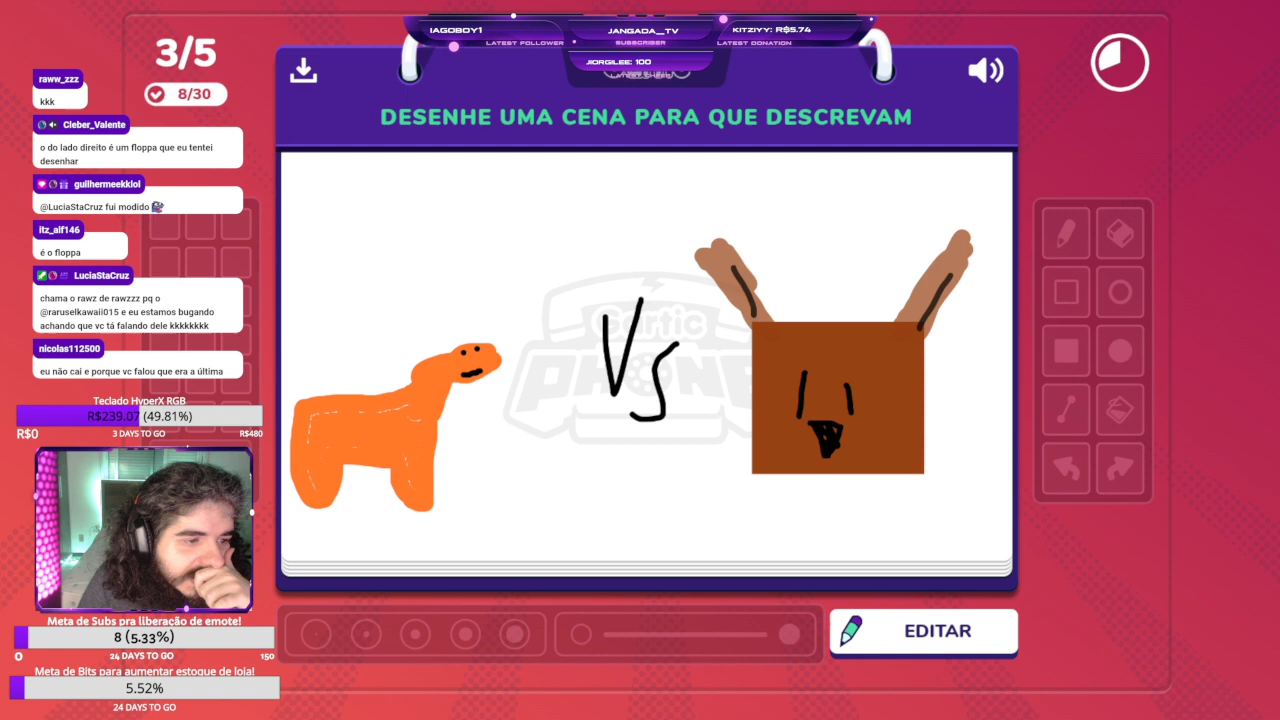 IAGOBOY1
LATEST FOLLOWER
JANGADA__TV
SUBSCRIBER
KITZIYY: R$5.74
LATEST DONATION
JIORGILEE: 100
3/5
8/30
DESENHE UMA CENA PARA QUE DESCREVAM
raww_zzz
kkk
Cleber_Valente
o do lado direito é um floppa que eu tentei
desenhar
guilhermeekklol
@LuciaStaCruz fui modido
itz_alf146
é o floppa
LuciaStaCruz
chama o rawz de rawzzz pq o
@raruselkawaii015 e eu estamos bugando
achando que vc tá falando dele kkkkkkkk
nicolas112500
eu não cai e porque vc falou que era a última
Teclado HyperX RGB
R$239.07 (49.81%)
R$0
3 DAYS TO GO
R$480
Gartic
PHONE
Vs
EDITAR
Meta de Subs pra liberação de emote!
8 (5.33%)
0
24 DAYS TO GO
150
Meta de Bits para aumentar estoque de loja!
5.52%
24 DAYS TO GO